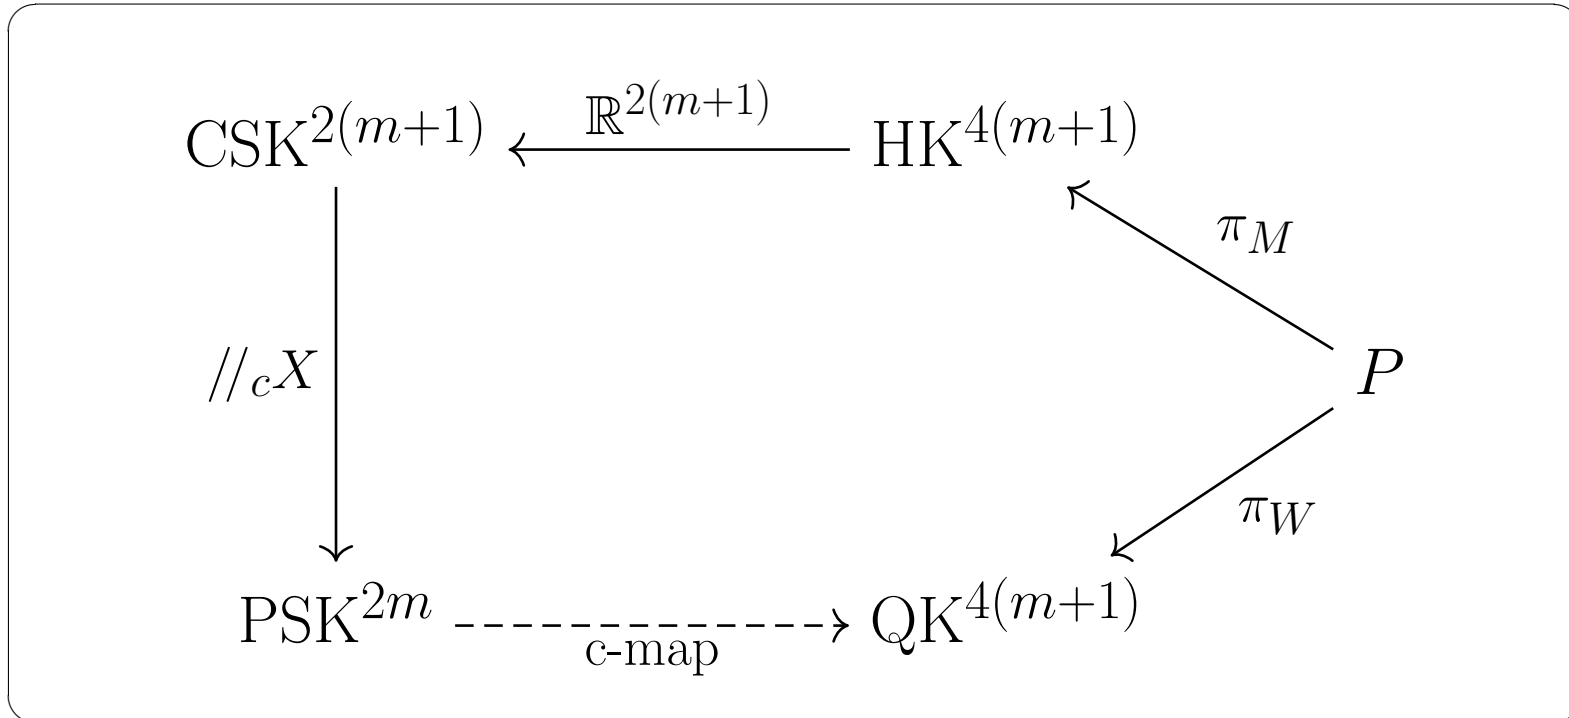 CSK^{2(m+1)} ℝ^{2(m+1)} HK^{4(m+1)}
π_M
//_c X P
π_W
PSK^{2m} c-map QK^{4(m+1)}